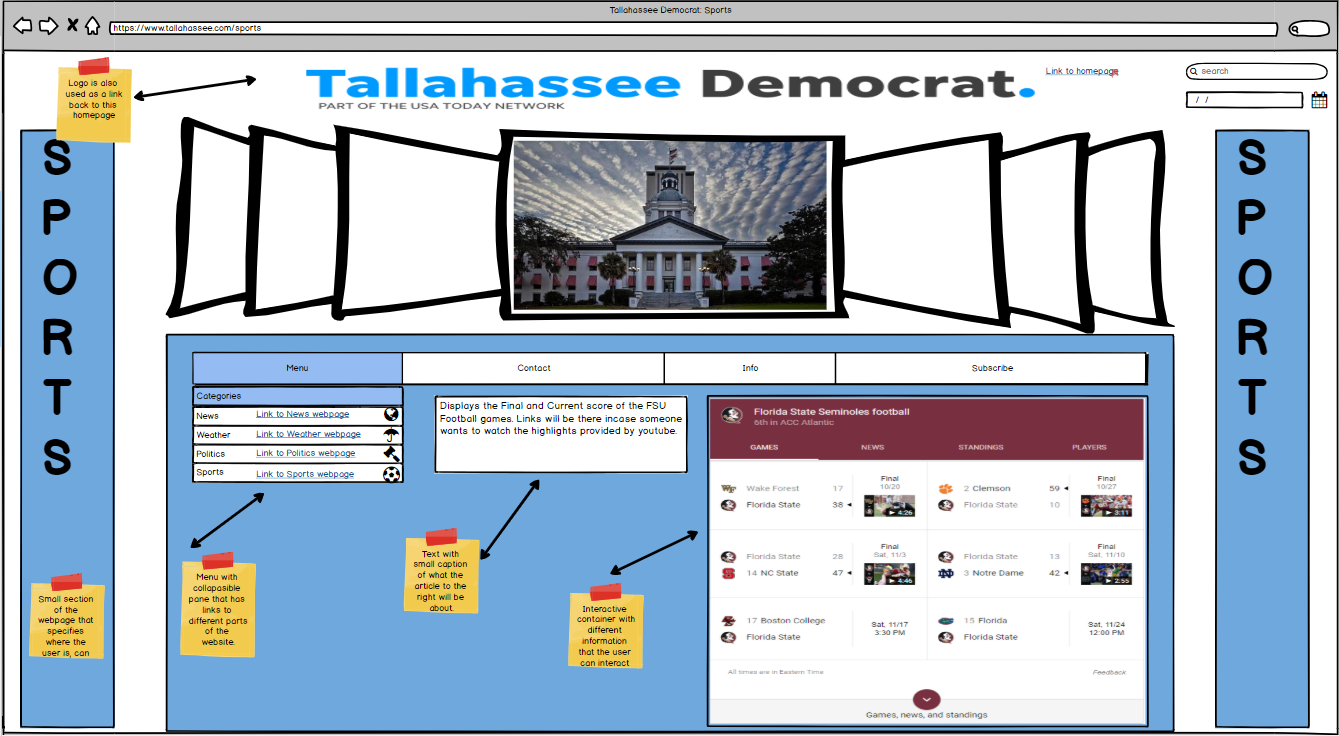 Tallahassee Democrat: Sports
https://www.tallahassee.com/sports
Logo is also
used as a link
back to this
homepage
Tallahassee Democrat.
PART OF THE USA TODAY NETWORK
Link to homepage
search
/ /
S
P
O
R
T
S
S
P
O
R
T
S
Menu
Contact
Info
Subscribe
Categories
News
Link to News webpage
Weather
Link to Weather webpage
Politics
Link to Politics webpage
Sports
Link to Sports webpage
Displays the Final and Current score of the FSU
Football games. Links will be there incase someone
wants to watch the highlights provided by youtube.
Florida State Seminoles football
6th in ACC Atlantic
GAMES
NEWS
STANDINGS
PLAYERS
Wake Forest 17
Florida State 38
Final
10/20
4:26
2 Clemson 59
Florida State 10
Final
10/27
3:11
Florida State 28
14 NC State 47
Final
Sat, 11/3
4:46
Florida State 13
3 Notre Dame 42
Final
Sat, 11/10
2:55
17 Boston College
Florida State
Sat, 11/17
3:30 PM
15 Florida
Florida State
Sat, 11/24
12:00 PM
All times are in Eastern Time
Feedback
Games, news, and standings
Small section
of the
webpage that
specifies
where the
user is, can
Menu with
collapasible
pane that has
links to
different parts
of the
website.
Text with
small caption
of what the
article to the
right will be
about.
Interactive
container with
different
information
that the user
can interact